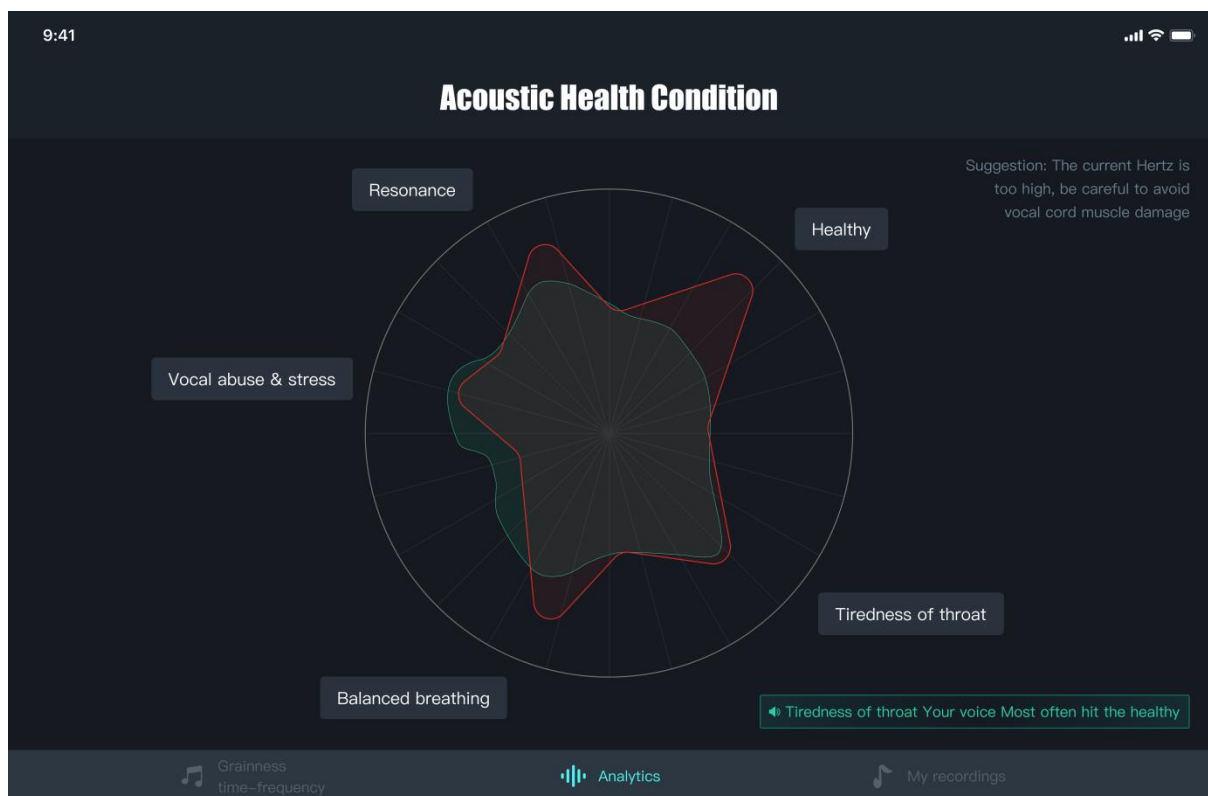 9:41
Acoustic Health Condition
Suggestion: The current Hertz is
too high, be careful to avoid
vocal cord muscle damage
Resonance
Healthy
Vocal abuse & stress
Tiredness of throat
Balanced breathing
Tiredness of throat Your voice Most often hit the healthy
Grainness
time-frequency
Analytics
My recordings